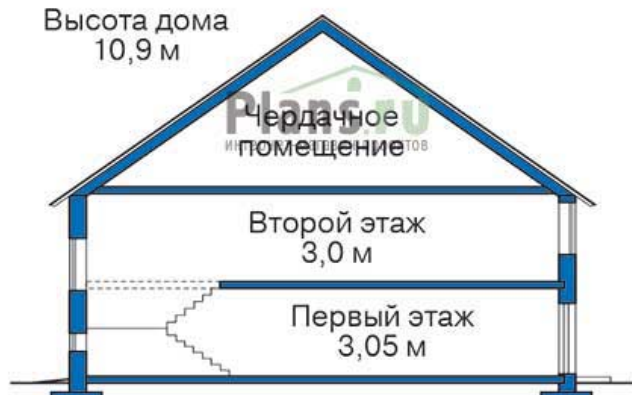 Высота дома
10,9 м
Plans.ru
Чердачное
помещение
Второй этаж
3,0 м
Первый этаж
3,05 м